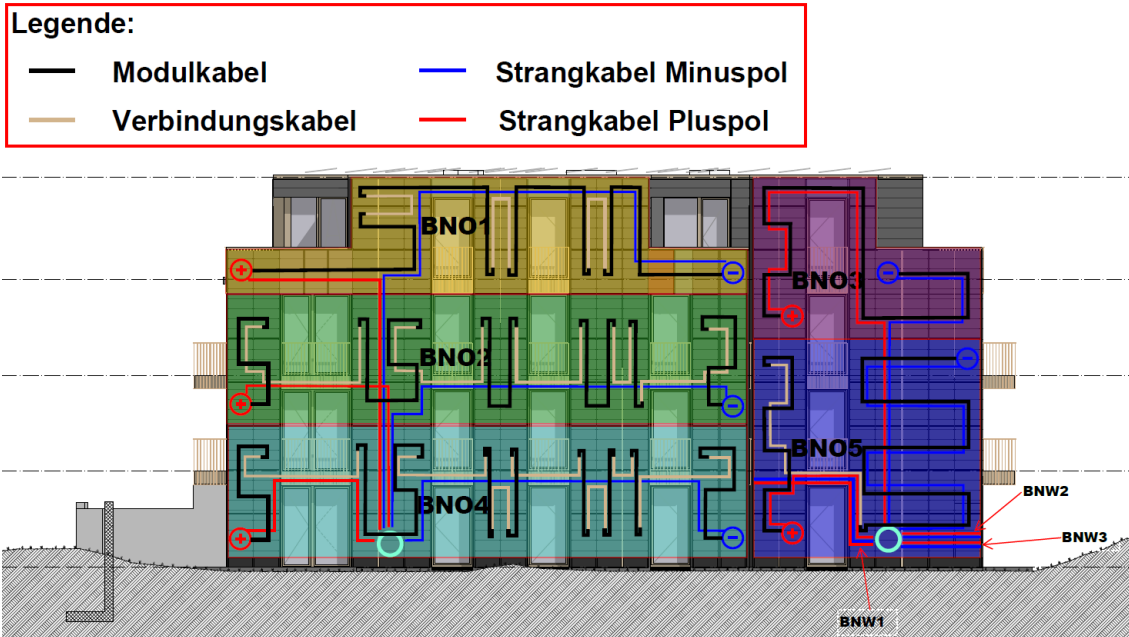 Legende:
Modulkabel
Strangkabel Minuspol
Verbindungskabel
Strangkabel Pluspol
BNO1
BNO3
BNO2
BNO5
BNO4
BNW2
BNW3
BNW1